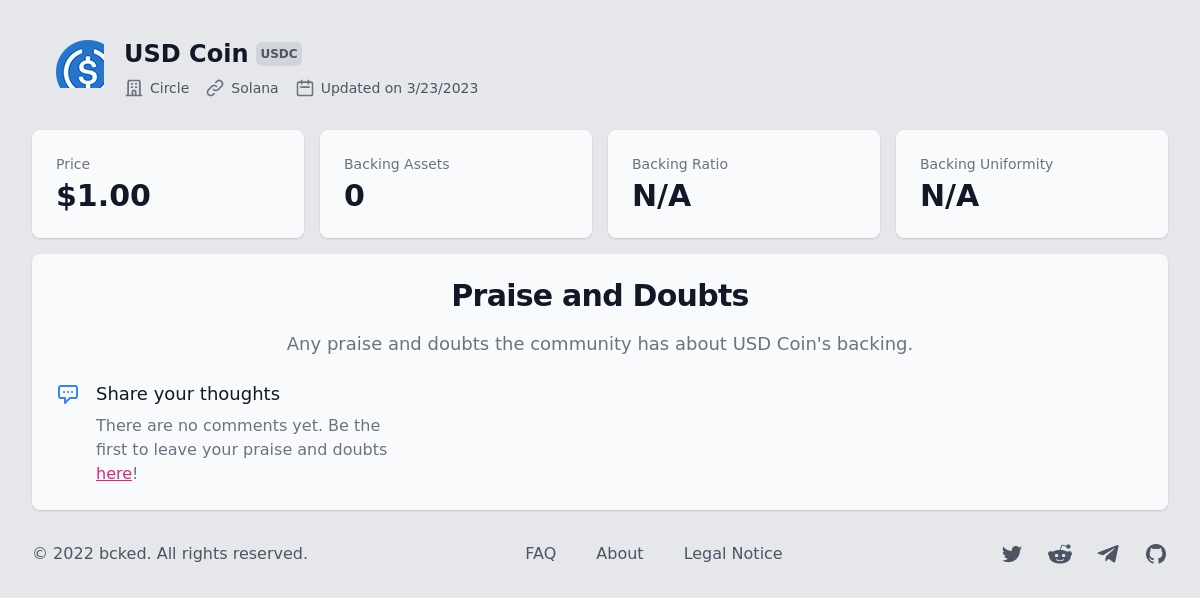 USD Coin USDC
Circle Solana Updated on 3/23/2023
Price
$1.00
Backing Assets
0
Backing Ratio
N/A
Backing Uniformity
N/A
Praise and Doubts
Any praise and doubts the community has about USD Coin's backing.
Share your thoughts
There are no comments yet. Be the
first to leave your praise and doubts
here!
© 2022 bcked. All rights reserved. FAQ About Legal Notice